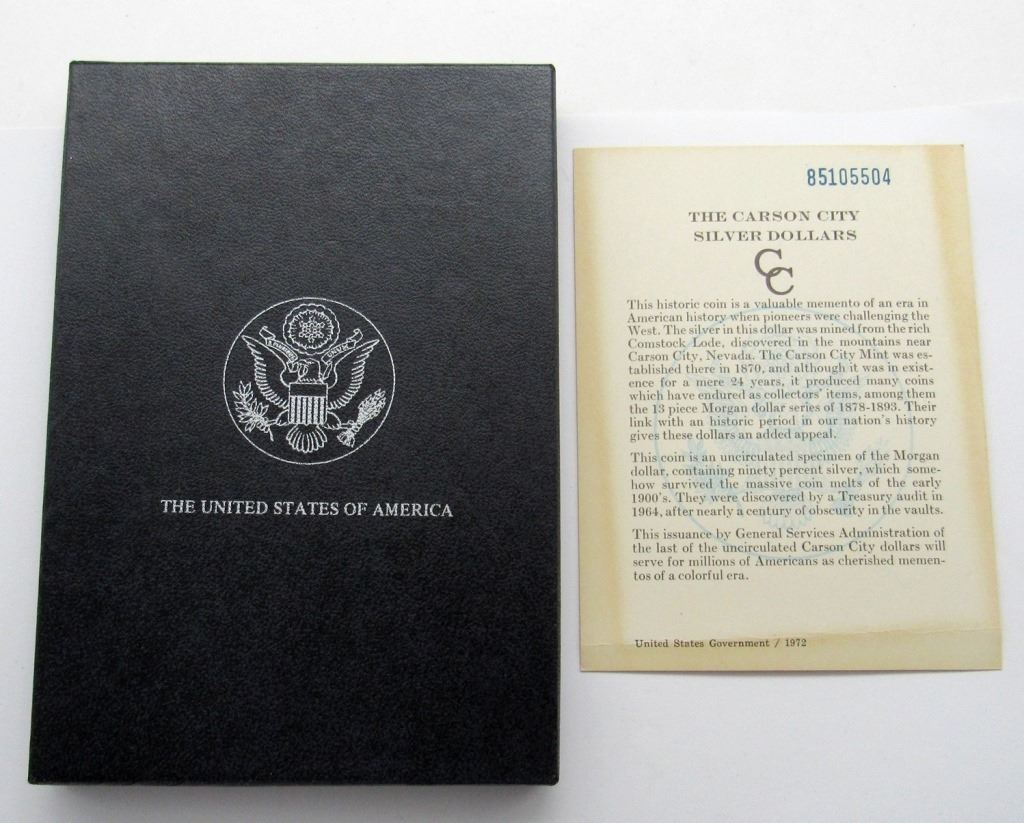 THE UNITED STATES OF AMERICA
85105504
THE CARSON CITY
SILVER DOLLARS
CC
This historic coin is a valuable memento of an era in
American history when pioneers were challenging the
West. The silver in this dollar was mined from the rich
Comstock Lode, discovered in the mountains near
Carson City, Nevada. The Carson City Mint was es-
tablished there in 1870, and although it was in exist-
ence for a mere 24 years, it produced many coins
which have endured as collectors' items, among them
the 13 piece Morgan dollar series of 1878-1893. Their
link with an historic period in our nation's history
gives these dollars an added appeal.
This coin is an uncirculated specimen of the Morgan
dollar, containing ninety percent silver, which some-
how survived the massive coin melts of the early
1900's. They were discovered by a Treasury audit in
1964, after nearly a century of obscurity in the vaults.
This issuance by General Services Administration of
the last of the uncirculated Carson City dollars will
serve for millions of Americans as cherished memen-
tos of a colorful era.
United States Government / 1972